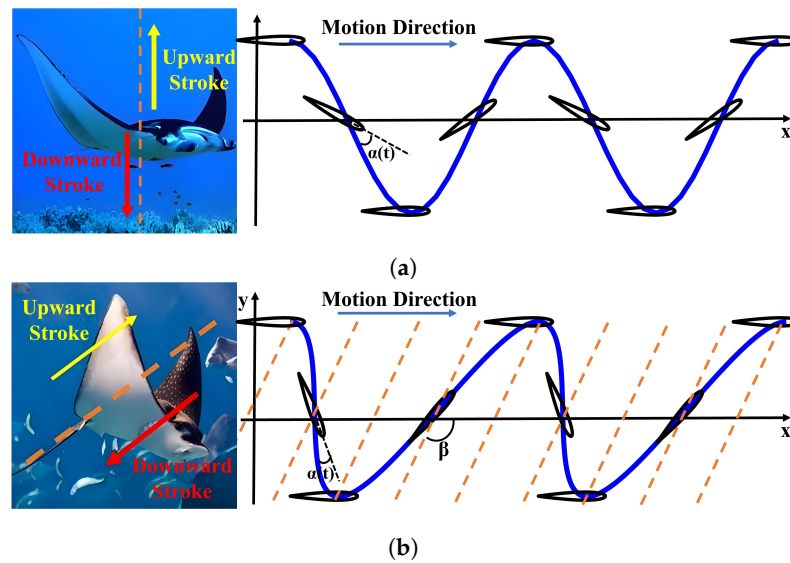 Upward
Stroke
Downward
Stroke
Motion Direction
α(t)
x
(a)
Upward
Stroke
Downward
Stroke
y
Motion Direction
α(t)
β
x
(b)